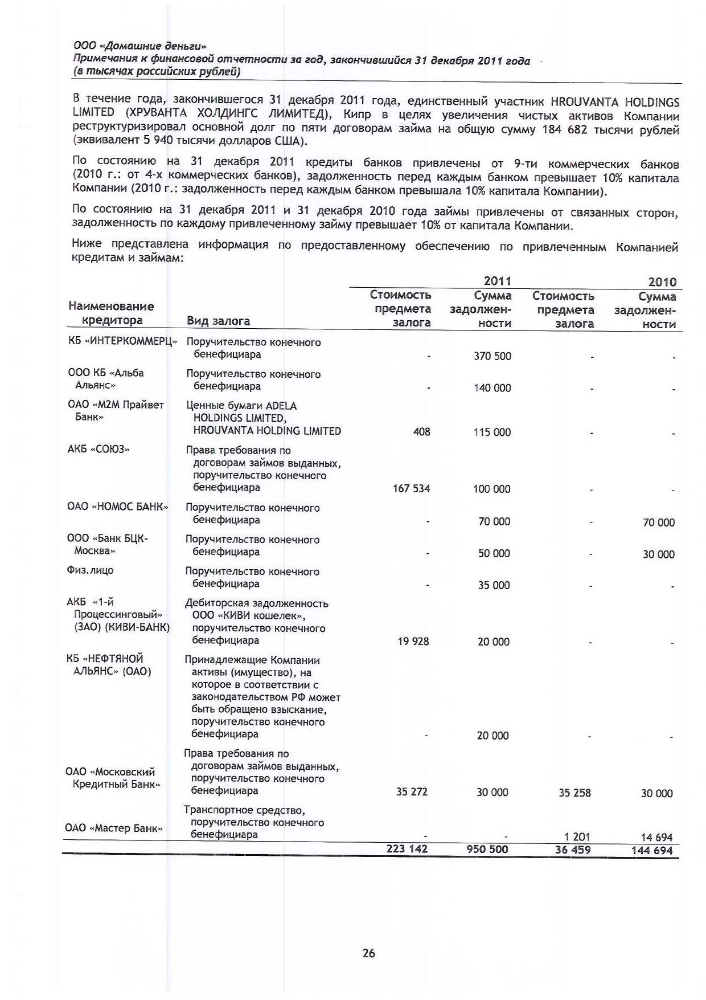 ООО «Домашние деньги»
Примечания к финансовой отчетности за год, закончившийся 31 декабря 2011 года
(в тысячах российских рублей)
В течение года, закончившегося 31 декабря 2011 года, единственный участник HROUVANTA HOLDINGS
LIMITED (ХРУВАНТА ХОЛДИНГС ЛИМИТЕД), Кипр в целях увеличения чистых активов Компании
реструктуризировал основной долг по пяти договорам займа на общую сумму 184 682 тысячи рублей
(эквивалент 5 940 тысячи долларов США).
По состоянию на 31 декабря 2011 кредиты банков привлечены от 9-ти коммерческих банков
(2010 г.: от 4-х коммерческих банков), задолженность перед каждым банком превышает 10% капитала
Компании (2010 г.: задолженность перед каждым банком превышала 10% капитала Компании).
По состоянию на 31 декабря 2011 и 31 декабря 2010 года займы привлечены от связанных сторон,
задолженность по каждому привлеченному займу превышает 10% от капитала Компании.
Ниже представлена информация по предоставленному обеспечению по привлеченным Компанией
кредитам и займам:
2011 2010
Стоимость Сумма Стоимость Сумма
Наименование предмета задолжен- предмета задолжен-
кредитора Вид залога залога ности залога ности
КБ «ИНТЕРКОММЕРЦ» Поручительство конечного
бенефициара - 370 500 - -
ООО КБ «Альба Поручительство конечного
Альянс» бенефициара - 140 000 - -
ОАО «М2М Прайвет Ценные бумаги ADELA
Банк» HOLDINGS LIMITED,
HROUVANTA HOLDING LIMITED 408 115 000 - -
АКБ «СОЮЗ» Права требования по
договорам займов выданных,
поручительство конечного
бенефициара 167 534 100 000 - -
ОАО «НОМОС БАНК» Поручительство конечного
бенефициара - 70 000 - 70 000
ООО «Банк БЦК- Поручительство конечного
Москва» бенефициара - 50 000 - 30 000
Физ.лицо Поручительство конечного
бенефициара - 35 000 - -
АКБ «1-й Дебиторская задолженность
Процессинговый» ООО «КИВИ кошелек»,
(ЗАО) (КИВИ-БАНК) поручительство конечного
бенефициара 19 928 20 000 - -
КБ «НЕФТЯНОЙ Принадлежащие Компании
АЛЬЯНС» (ОАО) активы (имущество), на
которое в соответствии с
законодательством РФ может
быть обращено взыскание,
поручительство конечного
бенефициара - 20 000 - -
Права требования по
договорам займов выданных,
ОАО «Московский поручительство конечного
Кредитный Банк» бенефициара 35 272 30 000 35 258 30 000
Транспортное средство,
поручительство конечного
ОАО «Мастер Банк» бенефициара - - 1 201 14 694
223 142 950 500 36 459 144 694
26